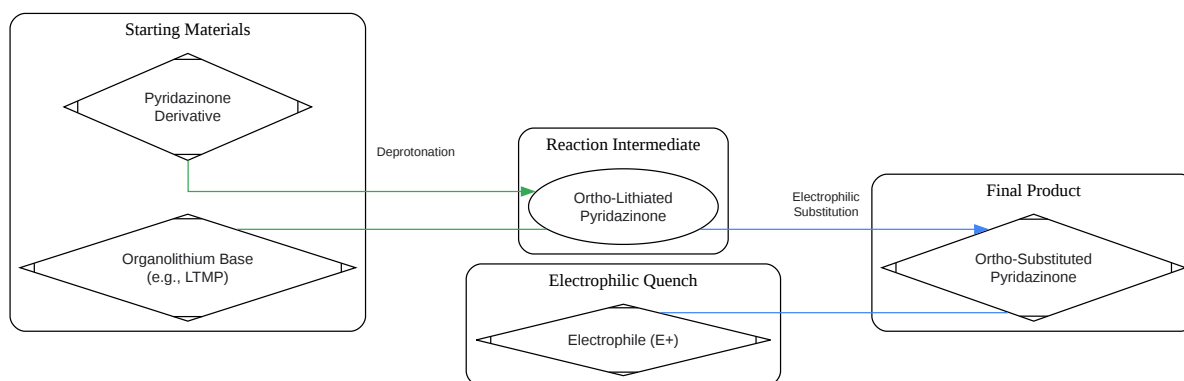 Starting Materials
Pyridazinone
Derivative
Deprotonation
Organolithium Base
(e.g., LTMP)
Reaction Intermediate
Ortho-Lithiated
Pyridazinone
Electrophilic
Substitution
Electrophilic Quench
Electrophile (E+)
Final Product
Ortho-Substituted
Pyridazinone